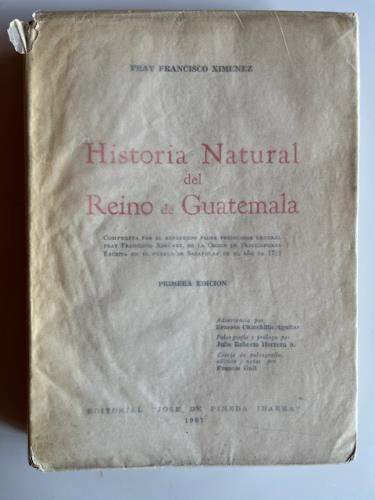 FRAY FRANCISCO XIMENEZ
Historia Natural
del
Reino de Guatemala
COMPUESTA POR EL REVERENDO PADRE PREDICADOR GENERAL
FRAY FRANCISCO XIMENEZ, DE LA ORDEN DE PREDICADORES
ESCRITA EN EL PUEBLO DE SACAPULAS EN EL AÑO DE 1722
PRIMERA EDICION
Advertencia por
Ernesto Chinchilla Aguilar
Paleografía y prólogo por
Julio Roberto Herrera S.
Cotejo de paleografía,
edición y notas por
Francis Gall
EDITORIAL "JOSE DE PINEDA IBARRA"
1967